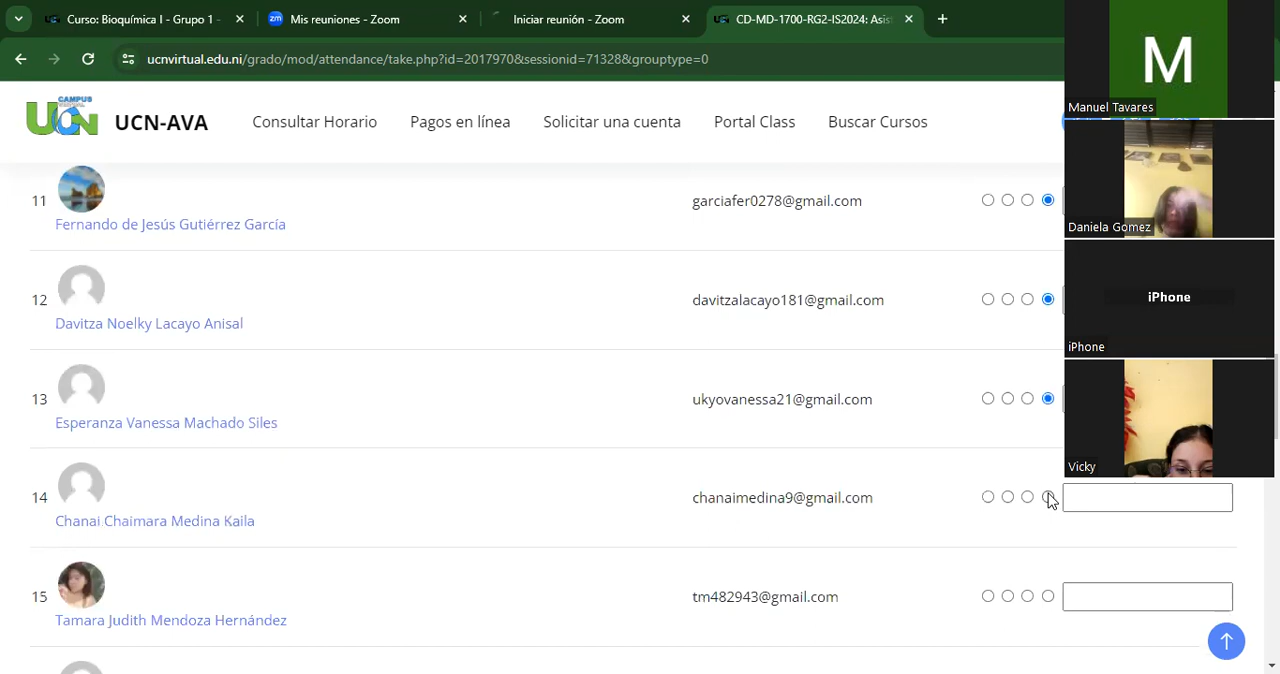 Curso: Bioquímica I - Grupo 1 -
Mis reuniones - Zoom
Iniciar reunión - Zoom
CD-MD-1700-RG2-IS2024: Asis
ucnvirtual.edu.ni/grado/mod/attendance/take.php?id=2017970&sessionid=71328&grouptype=0
CAMPUS
UCN
UCN-AVA
Consultar Horario
Pagos en línea
Solicitar una cuenta
Portal Class
Buscar Cursos
M
Manuel Tavares
Daniela Gomez
iPhone
iPhone
Vicky
11
Fernando de Jesús Gutiérrez García
garciafer0278@gmail.com
12
Davitza Noelky Lacayo Anisal
davitzalacayo181@gmail.com
13
Esperanza Vanessa Machado Siles
ukyovanessa21@gmail.com
14
Chanai Chaimara Medina Kaila
chanaimedina9@gmail.com
15
Tamara Judith Mendoza Hernández
tm482943@gmail.com